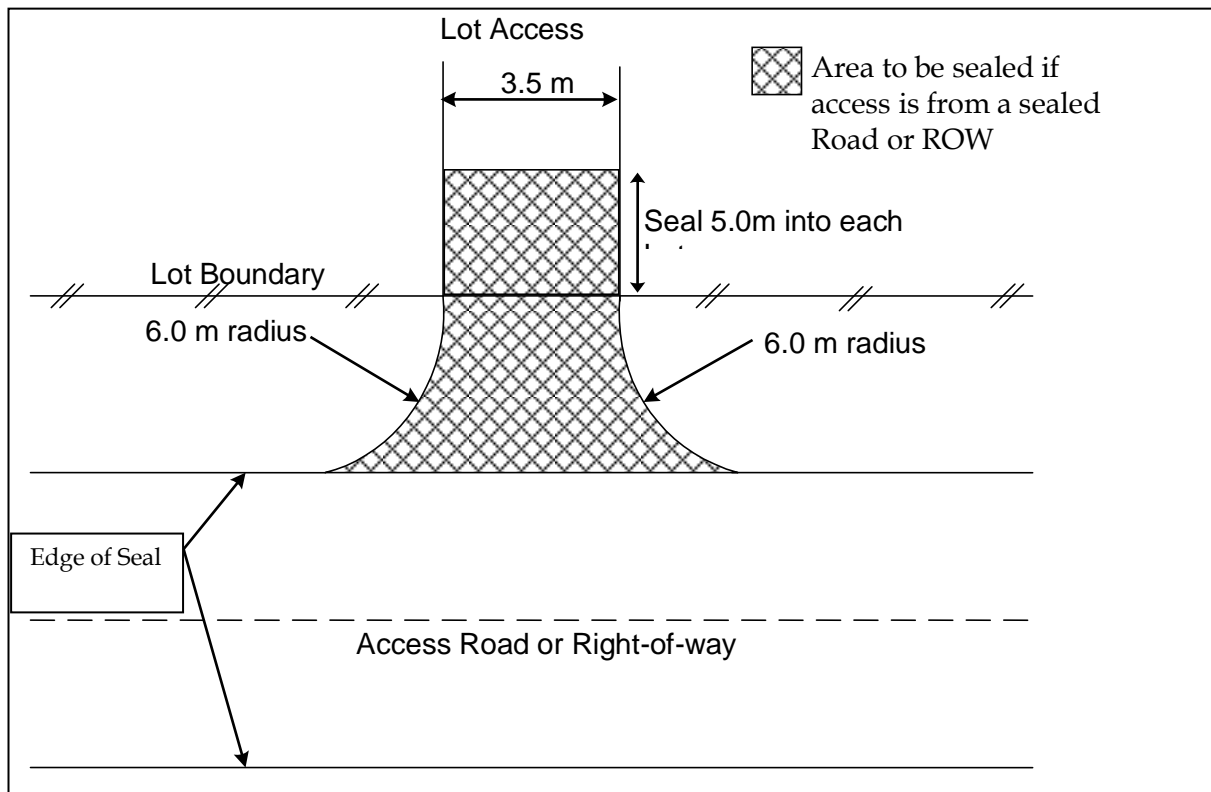 Lot Access
3.5 m
Area to be sealed if
access is from a sealed
Road or ROW
Seal 5.0m into each
Lot Boundary
6.0 m radius
6.0 m radius
Edge of Seal
Access Road or Right-of-way